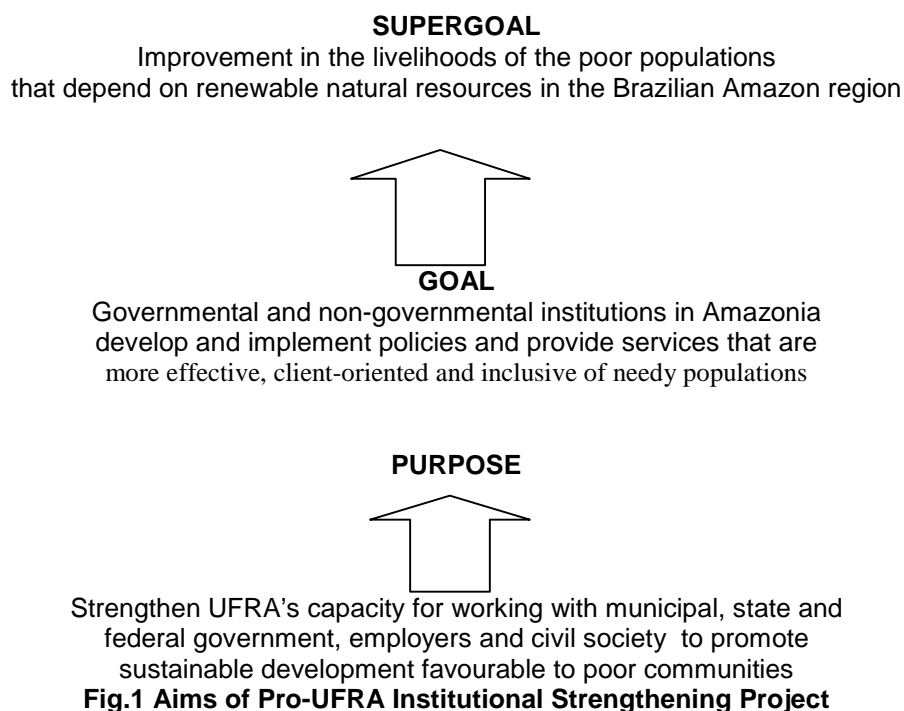 SUPERGOAL
Improvement in the livelihoods of the poor populations
that depend on renewable natural resources in the Brazilian Amazon region
GOAL
Governmental and non-governmental institutions in Amazonia
develop and implement policies and provide services that are
more effective, client-oriented and inclusive of needy populations
PURPOSE
Strengthen UFRA's capacity for working with municipal, state and
federal government, employers and civil society to promote
sustainable development favourable to poor communities
Fig.1 Aims of Pro-UFRA Institutional Strengthening Project